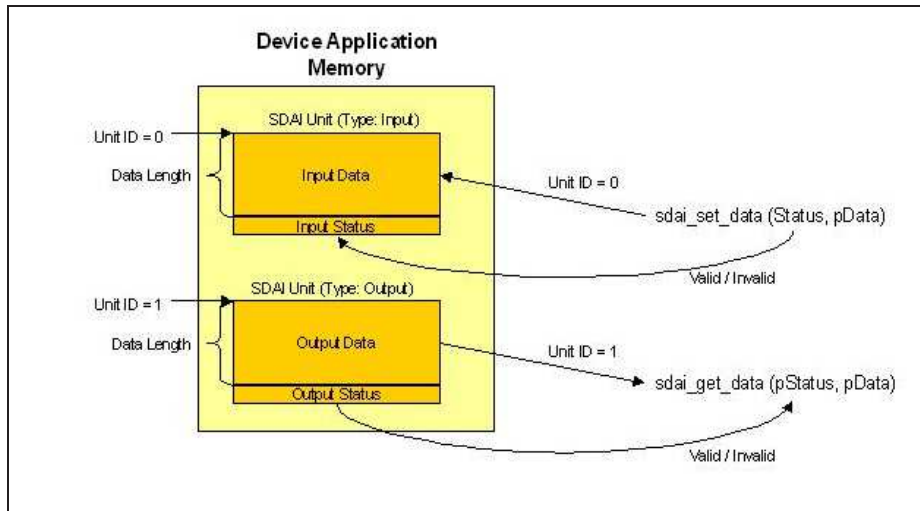 Device Application
Memory
SDAI Unit (Type: Input)
Unit ID = 0
Data Length
Input Data
Input Status
Unit ID = 0
sdai_set_data (Status, pData)
Valid / Invalid
SDAI Unit (Type: Output)
Unit ID = 1
Data Length
Output Data
Output Status
Unit ID = 1
sdai_get_data (pStatus, pData)
Valid / Invalid